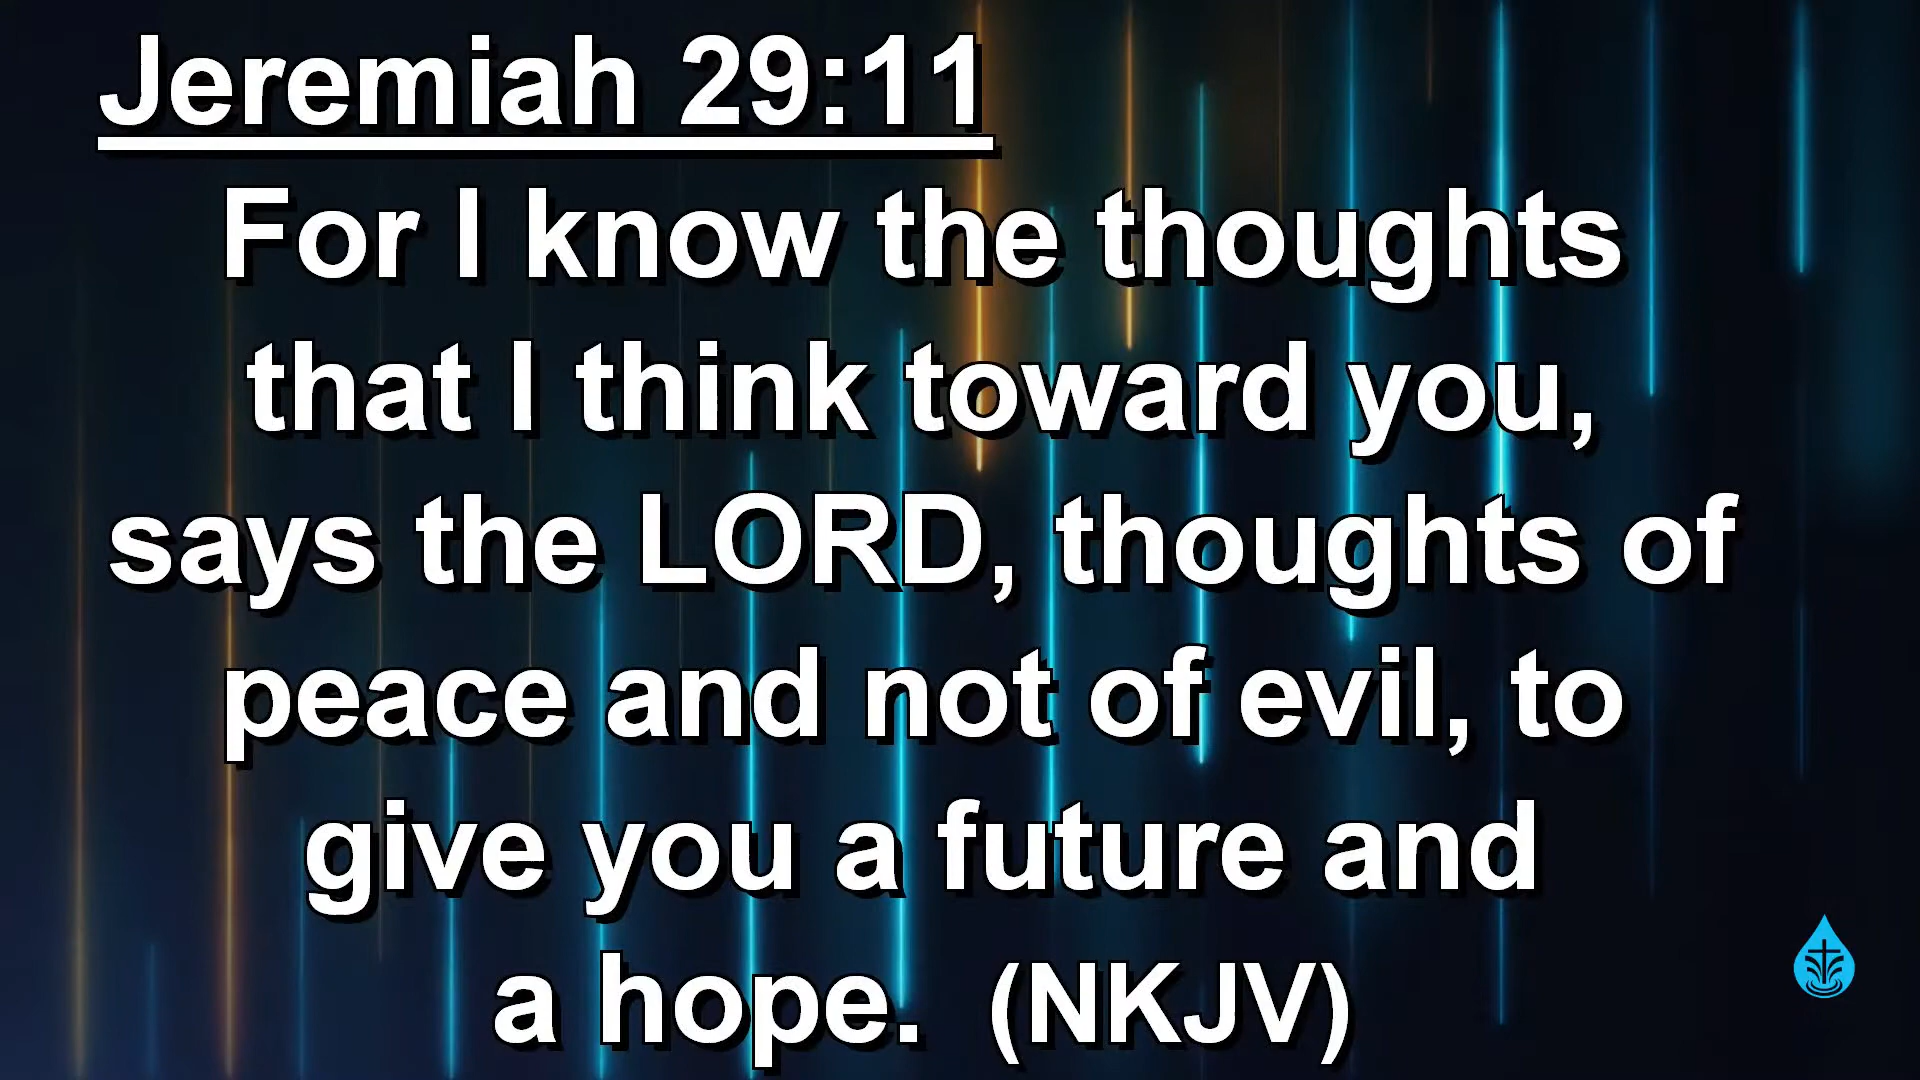 Jeremiah 29:11
For I know the thoughts
that I think toward you,
says the LORD, thoughts of
peace and not of evil, to
give you a future and
a hope.  (NKJV)